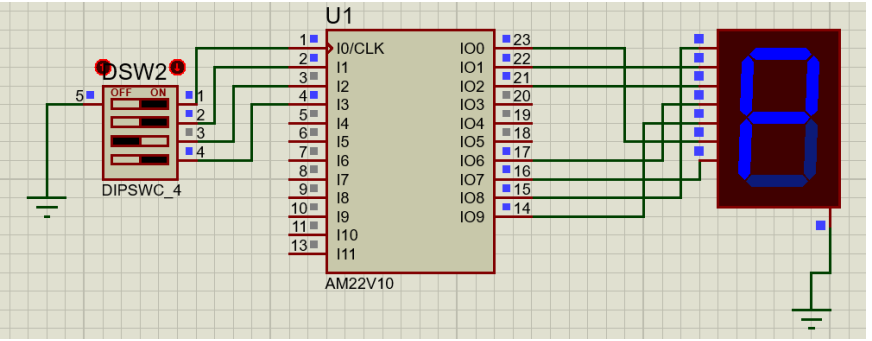 U1
DSW2
OFF ON
5
1
2
3
4
DIPSWC_4
1 I0/CLK IO0 23
2 I1 IO1 22
3 I2 IO2 21
4 I3 IO3 20
5 I4 IO4 19
6 I5 IO5 18
7 I6 IO6 17
8 I7 IO7 16
9 I8 IO8 15
10 I9 IO9 14
11 I10
13 I11
AM22V10